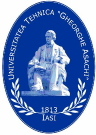 UNIVERSITATEA TEHNICĂ "GHEORGHE ASACHI"
1813
IAȘI